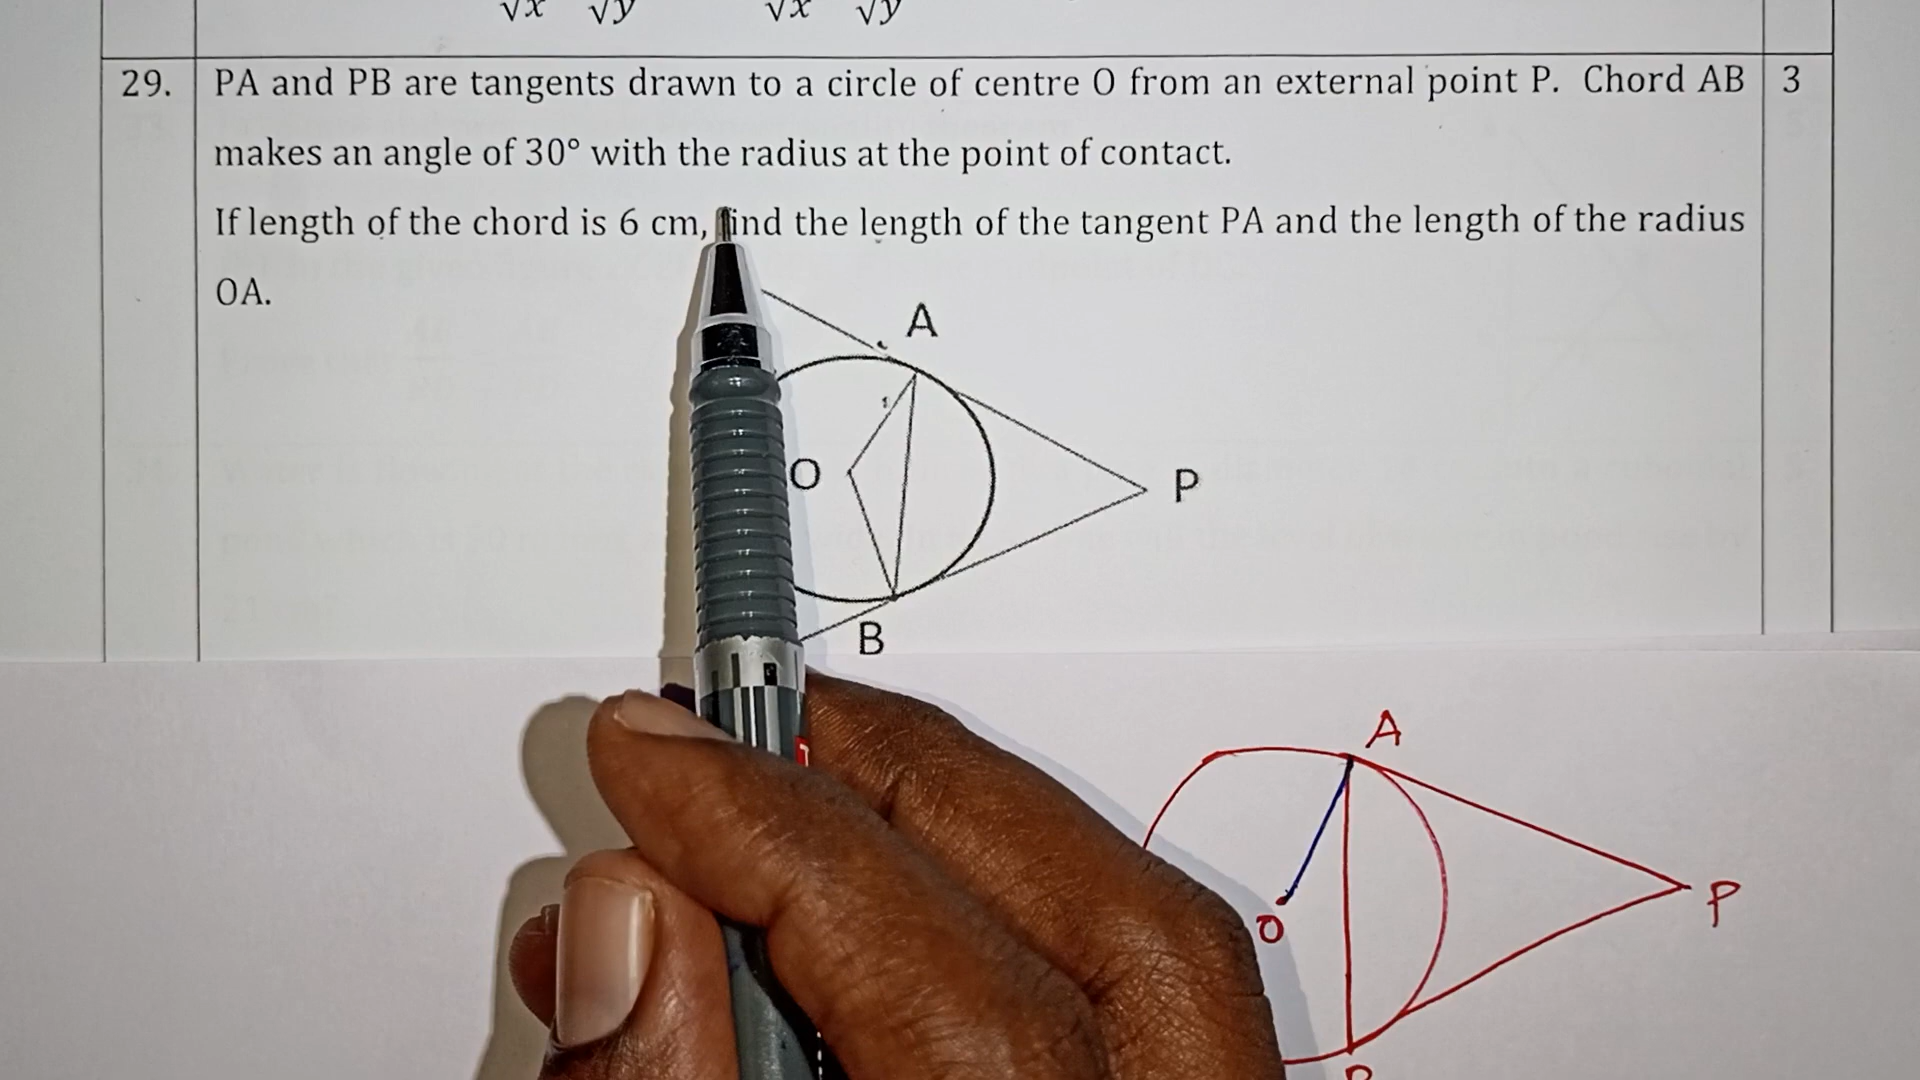 √x √y √x √y
29. PA and PB are tangents drawn to a circle of centre O from an external point P. Chord AB 3
makes an angle of 30° with the radius at the point of contact.
If length of the chord is 6 cm, find the length of the tangent PA and the length of the radius
OA.
A
O
P
B
A
O
P